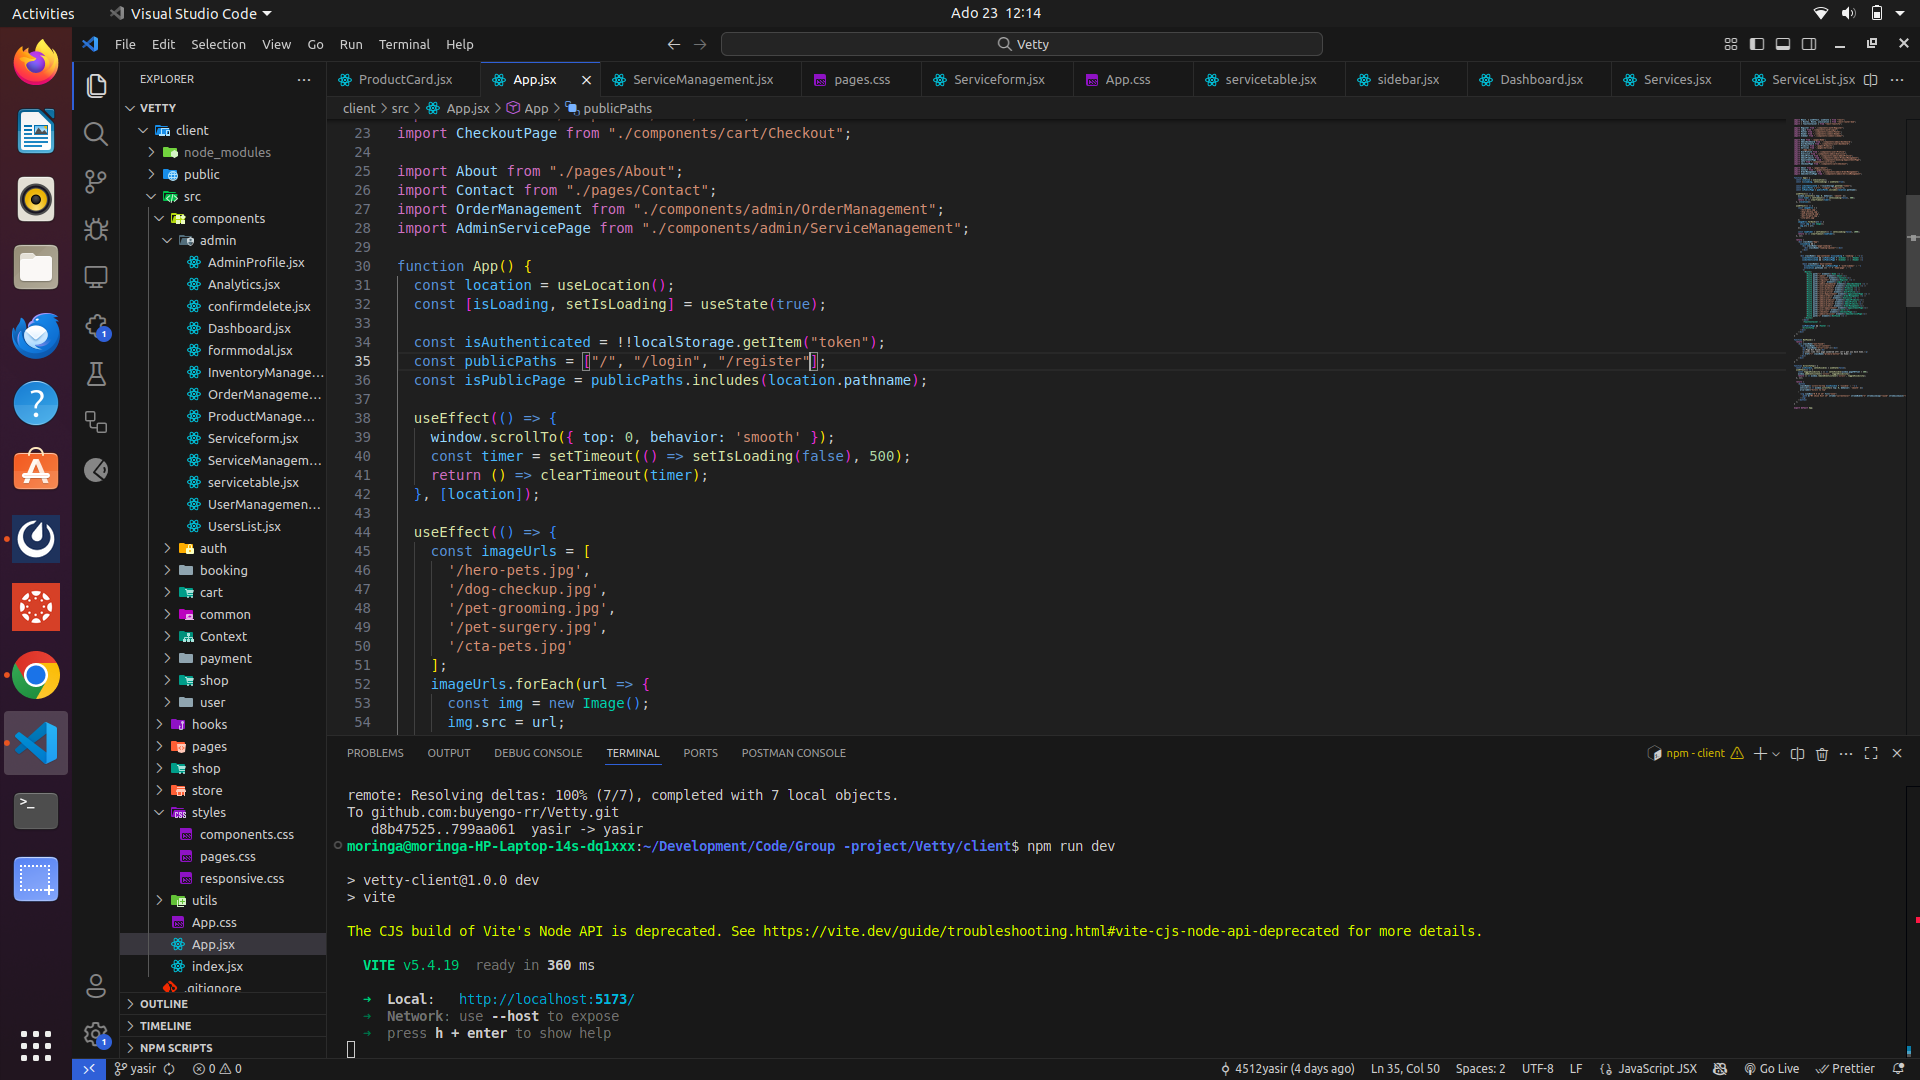 Activities
Visual Studio Code
Ado 23 12:14
File Edit Selection View Go Run Terminal Help
Vetty
EXPLORER
ProductCard.jsx
App.jsx
ServiceManagement.jsx
pages.css
Serviceform.jsx
App.css
servicetable.jsx
sidebar.jsx
Dashboard.jsx
Services.jsx
ServiceList.jsx
client > src > App.jsx > App > publicPaths
VETTY
client
node_modules
public
src
components
admin
AdminProfile.jsx
Analytics.jsx
confirmdelete.jsx
Dashboard.jsx
formmodal.jsx
InventoryManage...
OrderManageme...
ProductManage...
Serviceform.jsx
ServiceManagem...
servicetable.jsx
UserManagemen...
UsersList.jsx
auth
booking
cart
common
Context
payment
shop
user
hooks
pages
shop
store
styles
components.css
pages.css
responsive.css
utils
App.css
App.jsx
index.jsx
.gitignore
OUTLINE
TIMELINE
NPM SCRIPTS
23 import CheckoutPage from "./components/cart/Checkout";
24
25 import About from "./pages/About";
26 import Contact from "./pages/Contact";
27 import OrderManagement from "./components/admin/OrderManagement";
28 import AdminServicePage from "./components/admin/ServiceManagement";
29
30 function App() {
31 const location = useLocation();
32 const [isLoading, setIsLoading] = useState(true);
33
34 const isAuthenticated = !!localStorage.getItem("token");
35 const publicPaths = ["/", "/login", "/register"];
36 const isPublicPage = publicPaths.includes(location.pathname);
37
38 useEffect(() => {
39 window.scrollTo({ top: 0, behavior: 'smooth' });
40 const timer = setTimeout(() => setIsLoading(false), 500);
41 return () => clearTimeout(timer);
42 }, [location]);
43
44 useEffect(() => {
45 const imageUrls = [
46 '/hero-pets.jpg',
47 '/dog-checkup.jpg',
48 '/pet-grooming.jpg',
49 '/pet-surgery.jpg',
50 '/cta-pets.jpg'
51 ];
52 imageUrls.forEach(url => {
53 const img = new Image();
54 img.src = url;
PROBLEMS OUTPUT DEBUG CONSOLE TERMINAL PORTS POSTMAN CONSOLE
npm - client
remote: Resolving deltas: 100% (7/7), completed with 7 local objects.
To github.com:buyengo-rr/Vetty.git
d8b47525..799aa061 yasir -> yasir
moringa@moringa-HP-Laptop-14s-dq1xxx:~/Development/Code/Group -project/Vetty/client$ npm run dev
> vetty-client@1.0.0 dev
> vite
The CJS build of Vite's Node API is deprecated. See https://vite.dev/guide/troubleshooting.html#vite-cjs-node-api-deprecated for more details.
VITE v5.4.19 ready in 360 ms
➜ Local: http://localhost:5173/
➜ Network: use --host to expose
➜ press h + enter to show help
yasir
0 0
4512yasir (4 days ago)
Ln 35, Col 50
Spaces: 2
UTF-8
LF
JavaScript JSX
Go Live
Prettier
1
1